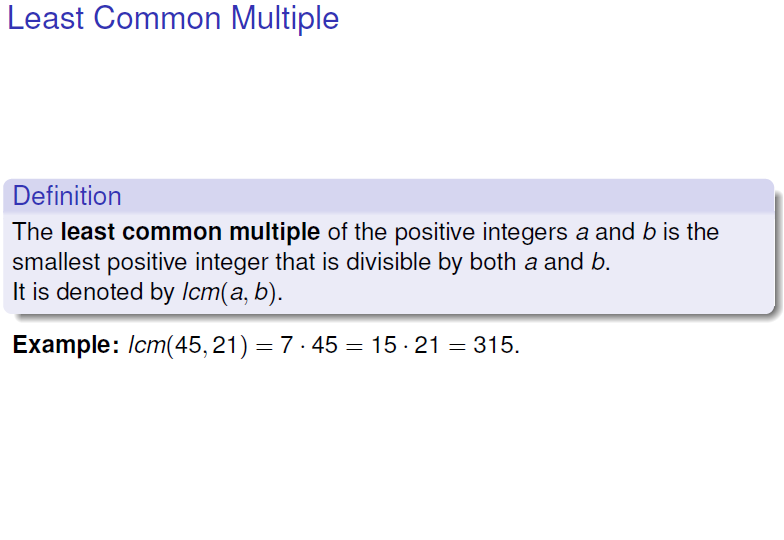 Least Common Multiple
Definition
The least common multiple of the positive integers a and b is the
smallest positive integer that is divisible by both a and b.
It is denoted by lcm(a, b).
Example: lcm(45, 21) = 7 · 45 = 15 · 21 = 315.